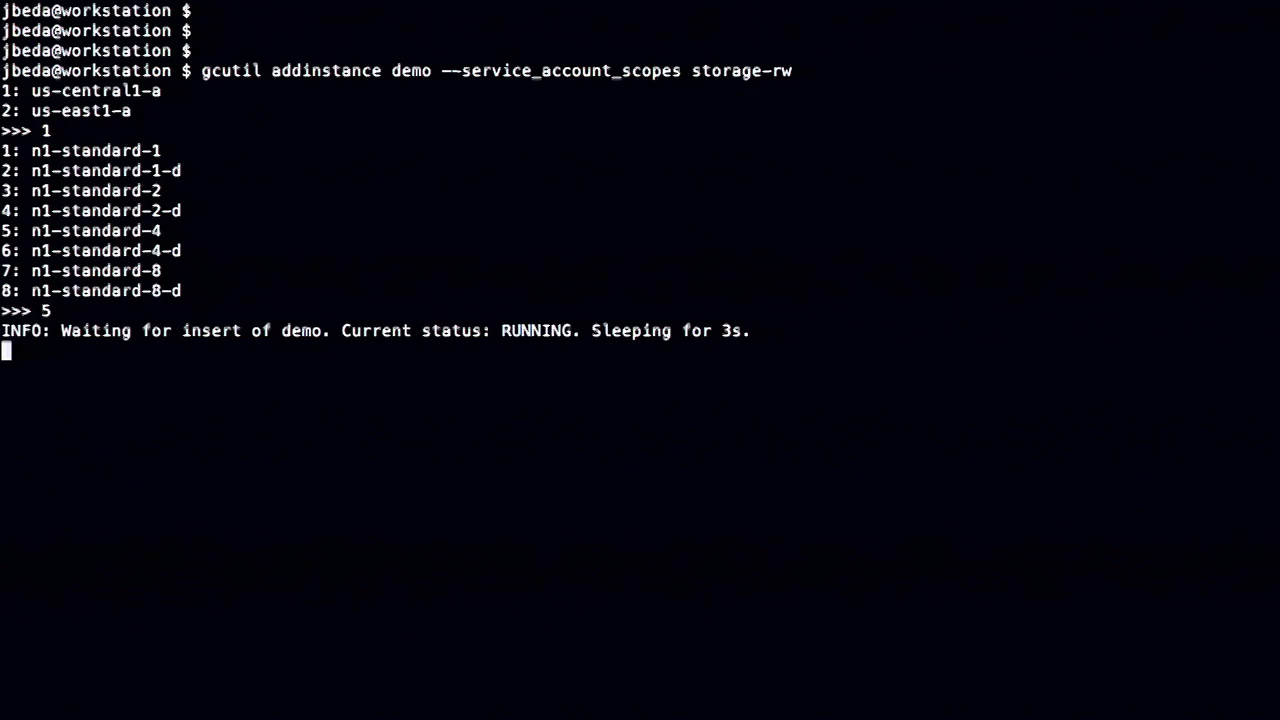 jbeda@workstation $
jbeda@workstation $
jbeda@workstation $
jbeda@workstation $ gcutil addinstance demo --service_account_scopes storage-rw
1: us-central1-a
2: us-east1-a
>>> 1
1: n1-standard-1
2: n1-standard-1-d
3: n1-standard-2
4: n1-standard-2-d
5: n1-standard-4
6: n1-standard-4-d
7: n1-standard-8
8: n1-standard-8-d
>>> 5
INFO: Waiting for insert of demo. Current status: RUNNING. Sleeping for 3s.